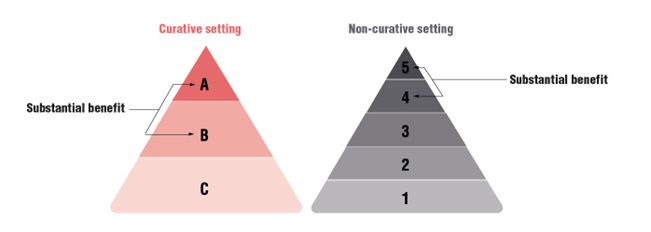 Curative setting
Non-curative setting
Substantial benefit
A
B
C
5
4
3
2
1
Substantial benefit